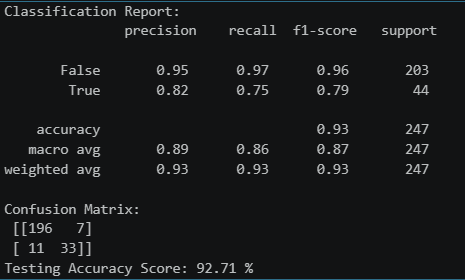 Classification Report:
precision recall f1-score support
False 0.95 0.97 0.96 203
True 0.82 0.75 0.79 44
accuracy 0.93 247
macro avg 0.89 0.86 0.87 247
weighted avg 0.93 0.93 0.93 247
Confusion Matrix:
[[196 7]
[ 11 33]]
Testing Accuracy Score: 92.71 %